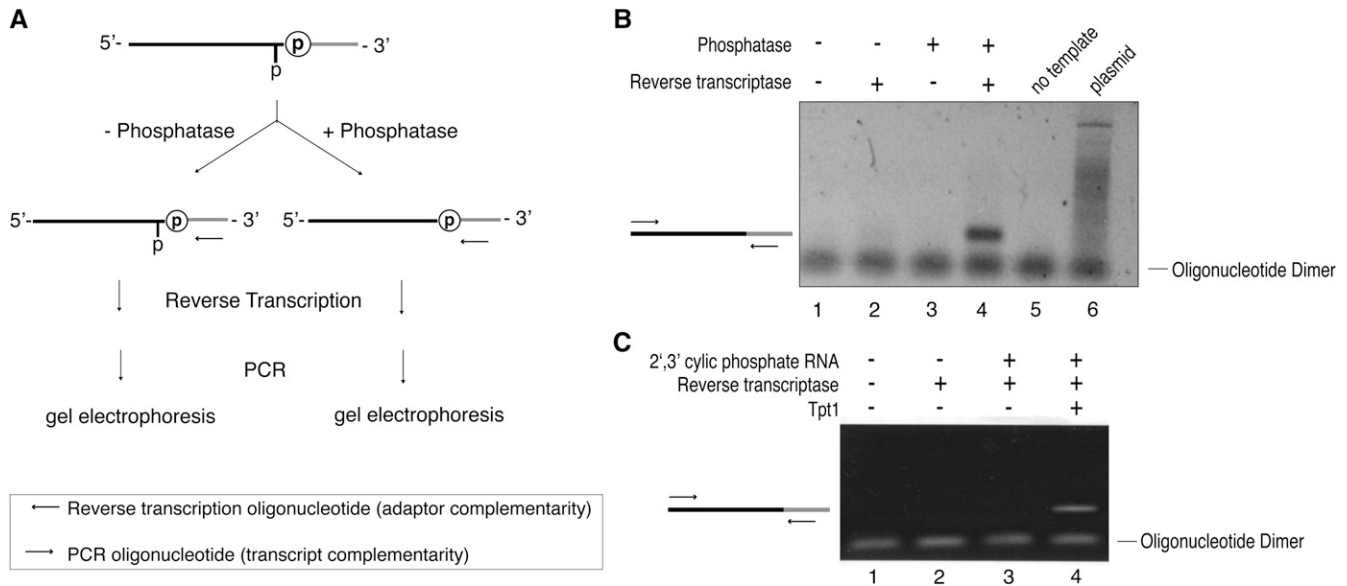 A
5'-
p
- 3'
p
- Phosphatase
+ Phosphatase
5'-
p
- 3'
5'-
p
- 3'
p
Reverse Transcription
PCR
gel electrophoresis
gel electrophoresis
Reverse transcription oligonucleotide (adaptor complementarity)
PCR oligonucleotide (transcript complementarity)
B
Phosphatase - - + +
Reverse transcriptase - + - +
no template
plasmid
Oligonucleotide Dimer
1 2 3 4 5 6
C
2‘,3’ cylic phosphate RNA - - + +
Reverse transcriptase - + + +
Tpt1 - - - +
Oligonucleotide Dimer
1 2 3 4